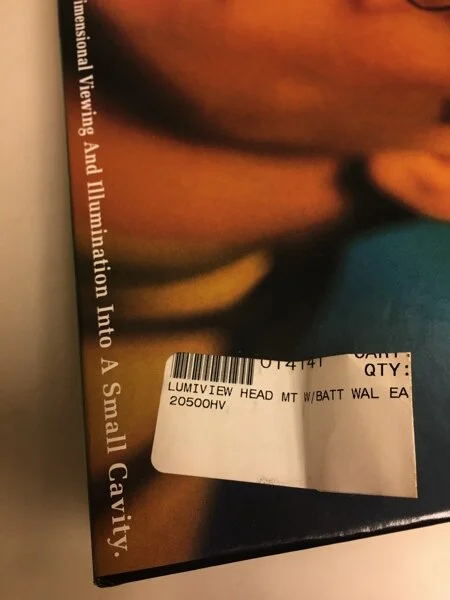 imensional Viewing And Illumination Into A Small Cavity.
QTY:
LUMIVIEW HEAD MT W/BATT WAL EA
20500HV